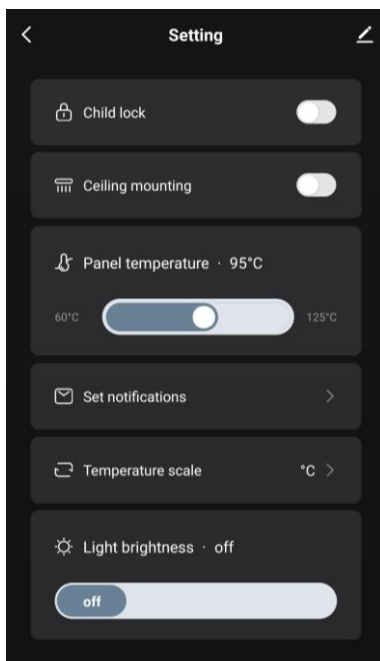 Setting
Child lock
Ceiling mounting
Panel temperature · 95°C
60°C 125°C
Set notifications
Temperature scale °C
Light brightness · off
off